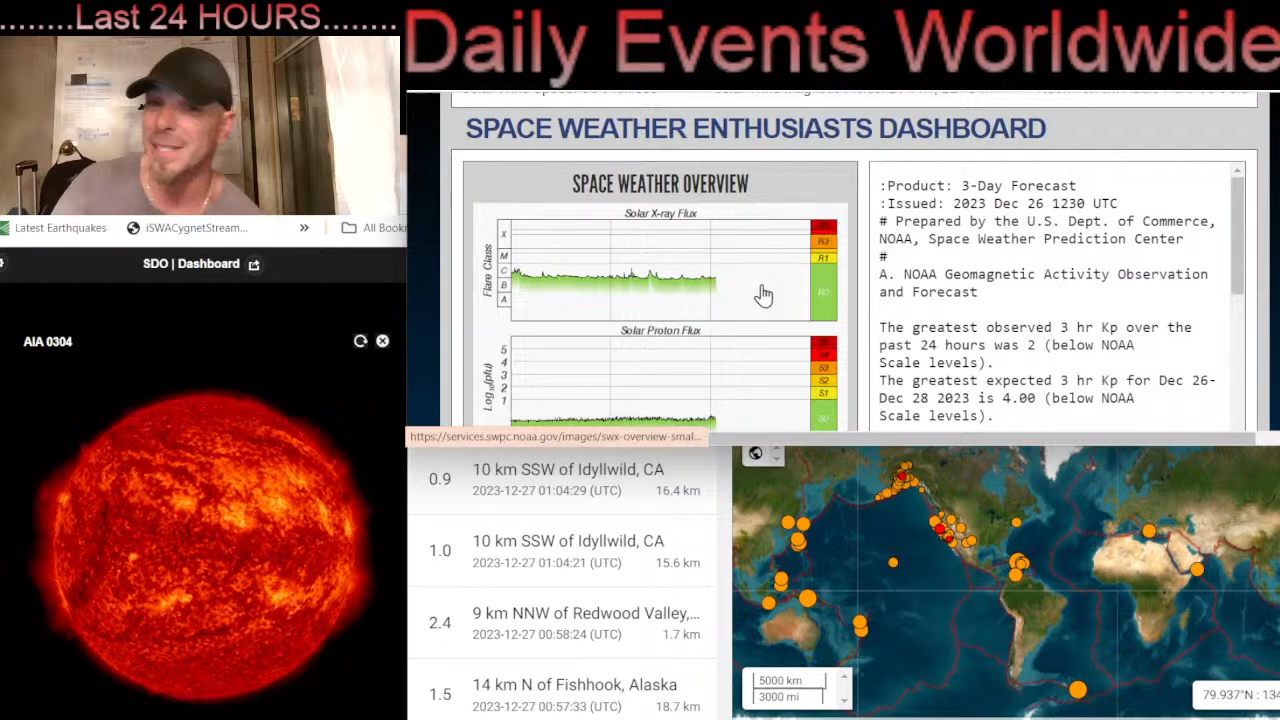 ........Last 24 HOURS........
Daily Events Worldwide
SPACE WEATHER ENTHUSIASTS DASHBOARD
SPACE WEATHER OVERVIEW
Solar X-ray Flux
Flare Class
X
M
C
B
A
R3
R1
R0
Solar Proton Flux
Log₁₀(pfu)
5
4
3
2
1
S3
S2
S1
S0
https://services.swpc.noaa.gov/images/swx-overview-smal...
:Product: 3-Day Forecast
:Issued: 2023 Dec 26 1230 UTC
# Prepared by the U.S. Dept. of Commerce,
NOAA, Space Weather Prediction Center
#
A. NOAA Geomagnetic Activity Observation
and Forecast
The greatest observed 3 hr Kp over the
past 24 hours was 2 (below NOAA
Scale levels).
The greatest expected 3 hr Kp for Dec 26-
Dec 28 2023 is 4.00 (below NOAA
Scale levels).
Latest Earthquakes
iSWACygnetStream...
»
All Bookr
SDO | Dashboard
AIA 0304
0.9
10 km SSW of Idyllwild, CA
2023-12-27 01:04:29 (UTC) 16.4 km
1.0
10 km SSW of Idyllwild, CA
2023-12-27 01:04:21 (UTC) 15.6 km
2.4
9 km NNW of Redwood Valley,...
2023-12-27 00:58:24 (UTC) 1.7 km
1.5
14 km N of Fishhook, Alaska
2023-12-27 00:57:33 (UTC) 18.7 km
5000 km
3000 mi
79.937°N : 134